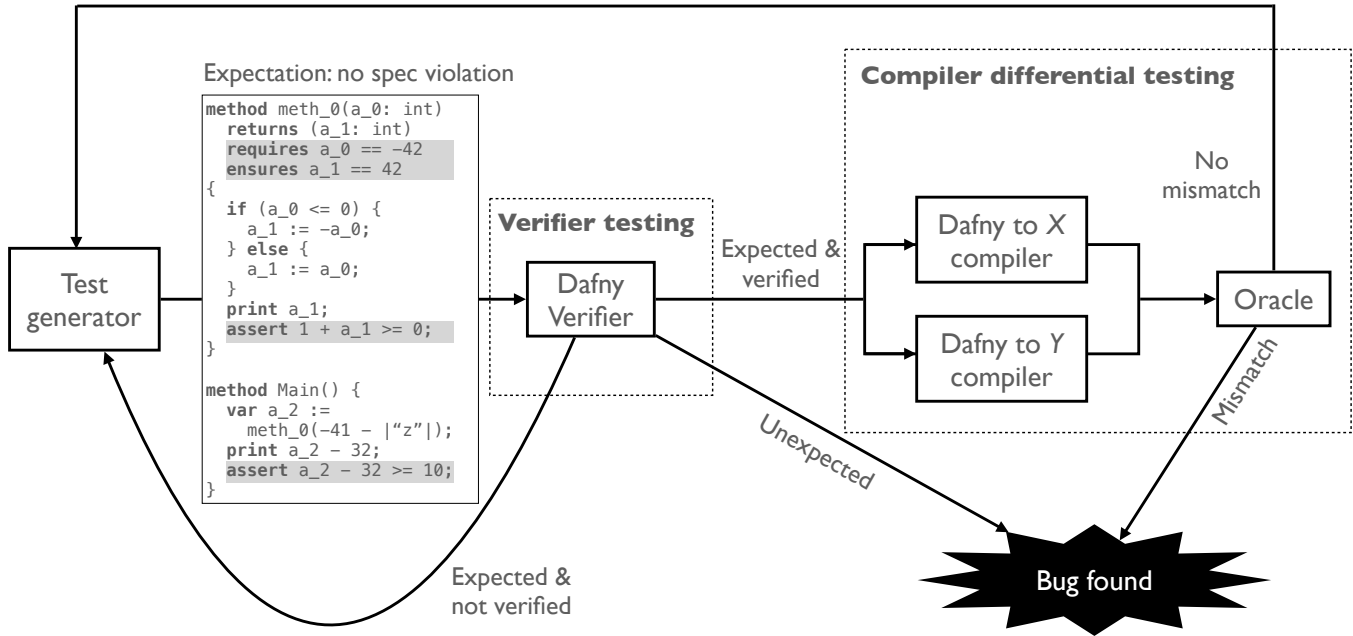 Expectation: no spec violation
method meth_0(a_0: int)
returns (a_1: int)
requires a_0 == −42
ensures a_1 == 42
{
if (a_0 <= 0) {
a_1 := −a_0;
} else {
a_1 := a_0;
}
print a_1;
assert 1 + a_1 >= 0;
}
method Main() {
var a_2 :=
meth_0(−41 − |“z”|);
print a_2 − 32;
assert a_2 − 32 >= 10;
}
Test
generator
Verifier testing
Dafny
Verifier
Expected &
verified
Expected &
not verified
Unexpected
Compiler differential testing
Dafny to X
compiler
Dafny to Y
compiler
Oracle
No
mismatch
Mismatch
Bug found